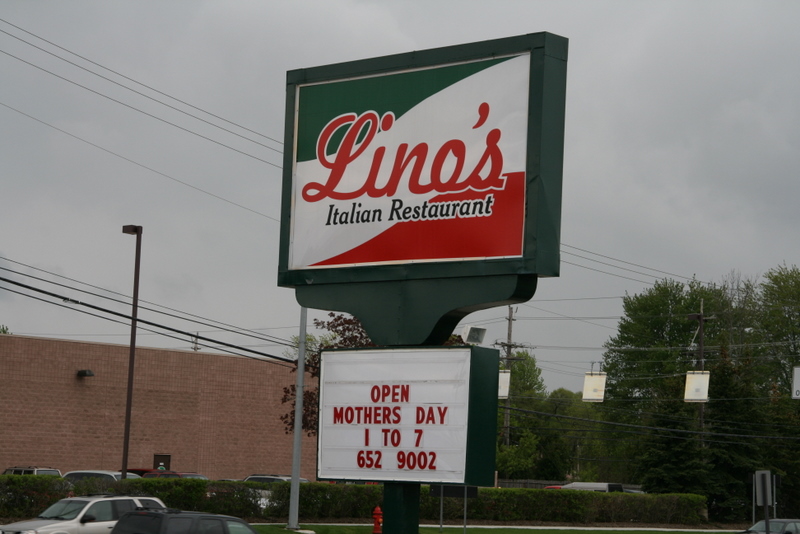 Lino's
Italian Restaurant
OPEN
MOTHERS DAY
1 TO 7
652 9002